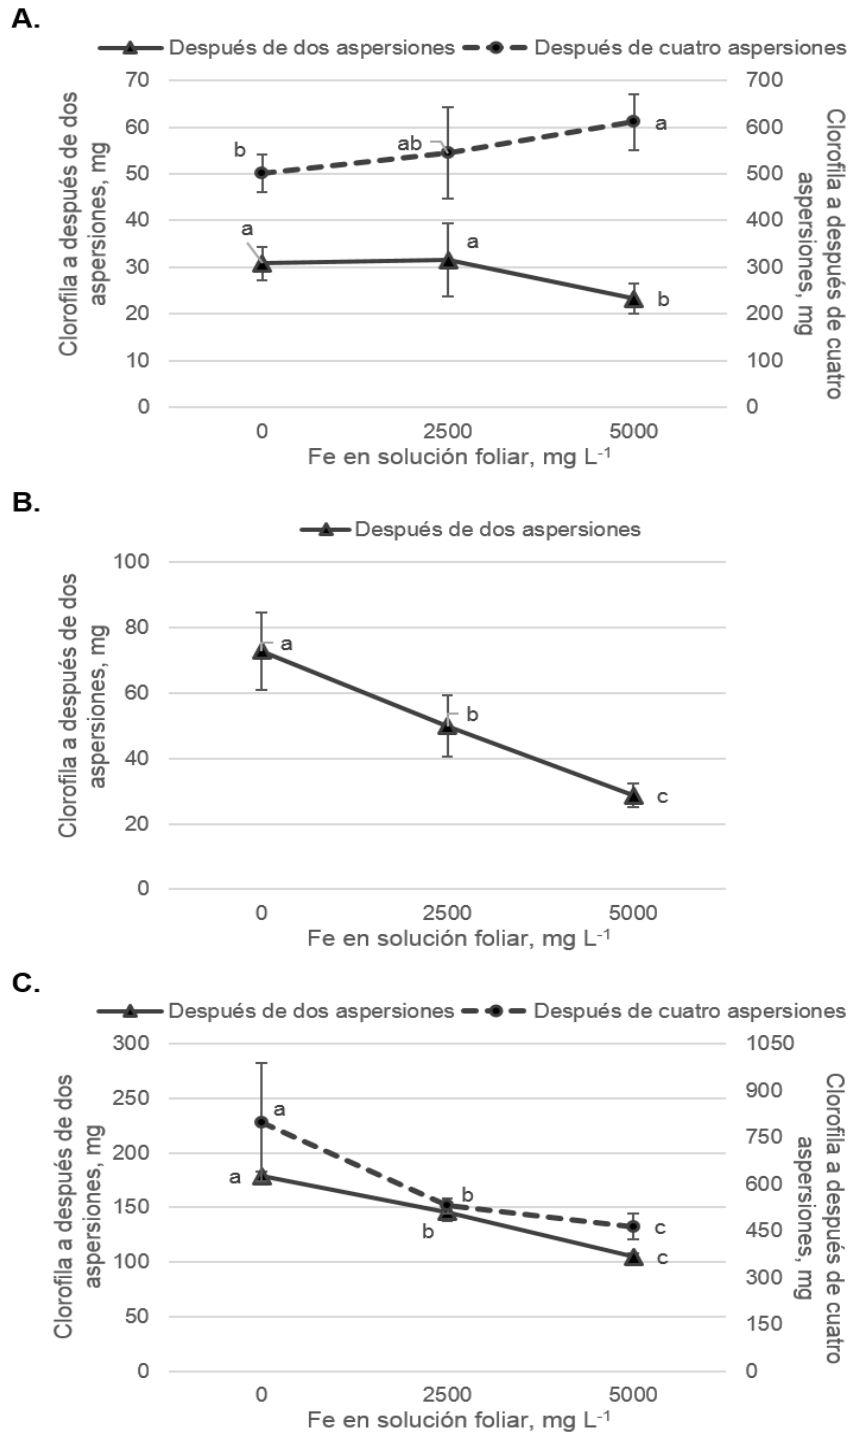 A.
Después de dos aspersiones Después de cuatro aspersiones
Clorofila a después de dos
aspersiones, mg
70
60
50
40
30
20
10
0
b
ab
a
a
a
b
700
600
500
400
300
200
100
0
Clorofila a después de cuatro
aspersiones, mg
0 2500 5000
Fe en solución foliar, mg L-1
B.
Después de dos aspersiones
Clorofila a después de dos
aspersiones, mg
100
80
60
40
20
0
a
b
c
0 2500 5000
Fe en solución foliar, mg L-1
C.
Después de dos aspersiones Después de cuatro aspersiones
Clorofila a después de dos
aspersiones, mg
300
250
200
150
100
50
0
a
a
b
b
c
c
1050
900
750
600
450
300
150
0
Clorofila a después de cuatro
aspersiones, mg
0 2500 5000
Fe en solución foliar, mg L-1